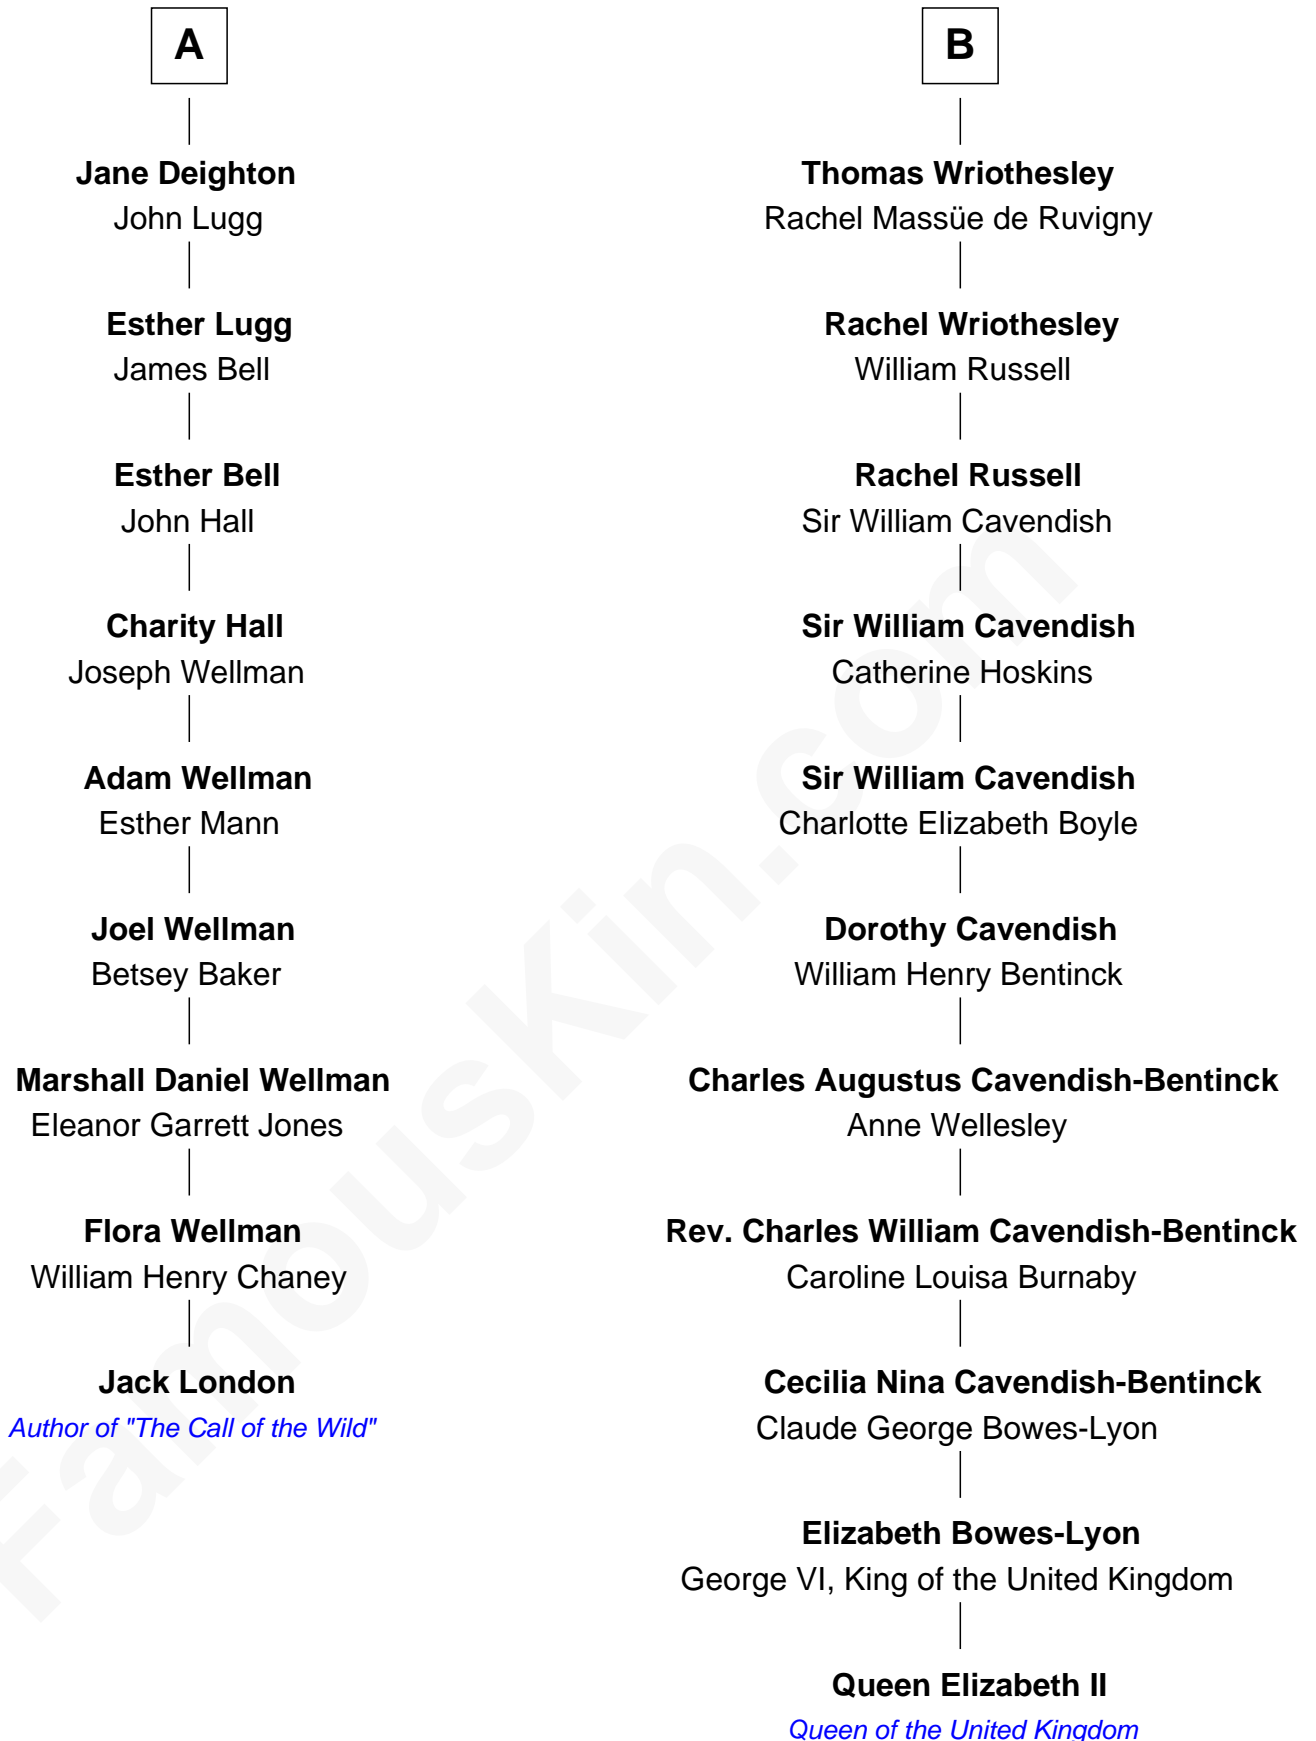 A
Jane Deighton
John Lugg
Esther Lugg
James Bell
Esther Bell
John Hall
Charity Hall
Joseph Wellman
Adam Wellman
Esther Mann
Joel Wellman
Betsey Baker
Marshall Daniel Wellman
Eleanor Garrett Jones
Flora Wellman
William Henry Chaney
Jack London
Author of "The Call of the Wild"
B
Thomas Wriothesley
Rachel Massüe de Ruvigny
Rachel Wriothesley
William Russell
Rachel Russell
Sir William Cavendish
Sir William Cavendish
Catherine Hoskins
Sir William Cavendish
Charlotte Elizabeth Boyle
Dorothy Cavendish
William Henry Bentinck
Charles Augustus Cavendish-Bentinck
Anne Wellesley
Rev. Charles William Cavendish-Bentinck
Caroline Louisa Burnaby
Cecilia Nina Cavendish-Bentinck
Claude George Bowes-Lyon
Elizabeth Bowes-Lyon
George VI, King of the United Kingdom
Queen Elizabeth II
Queen of the United Kingdom
FamousKin.com